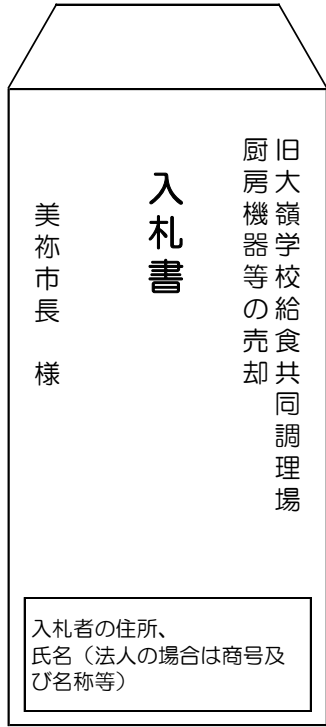 旧大嶺学校給食共同調理場
厨房機器等の売却
入札書
美祢市長　様
入札者の住所、
氏名（法人の場合は商号及
び名称等）